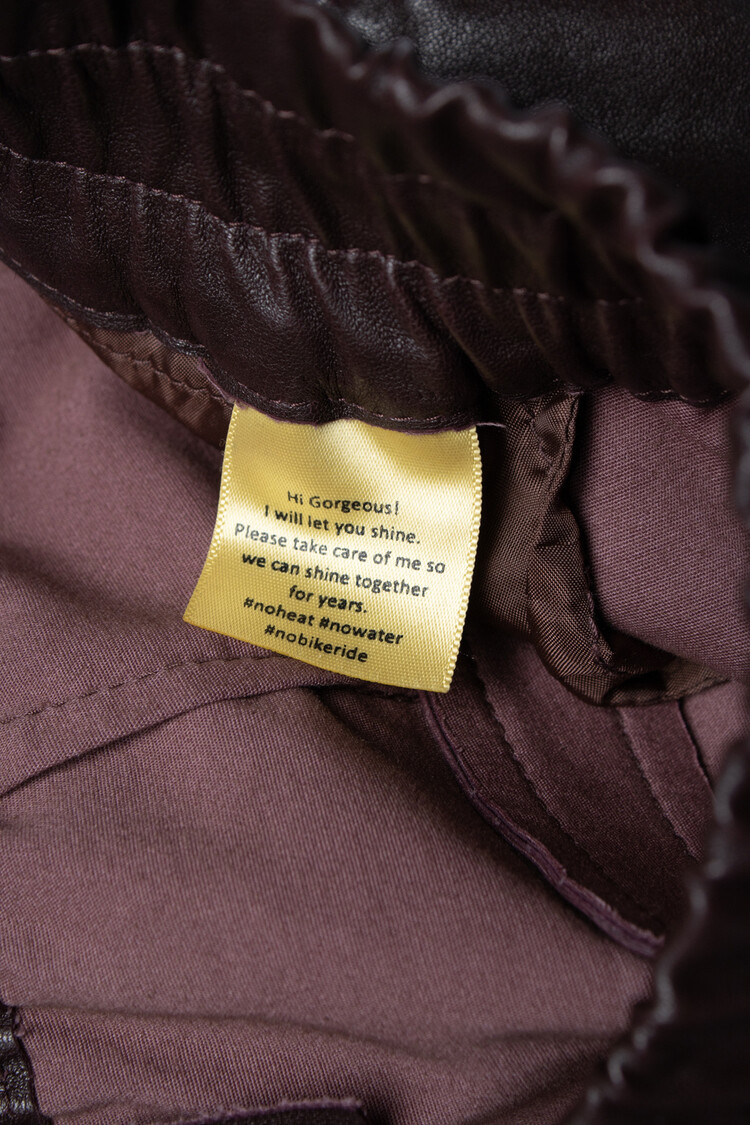 Hi Gorgeous!
I will let you shine.
Please take care of me so
we can shine together
for years.
#noheat #nowater
#nobikeride